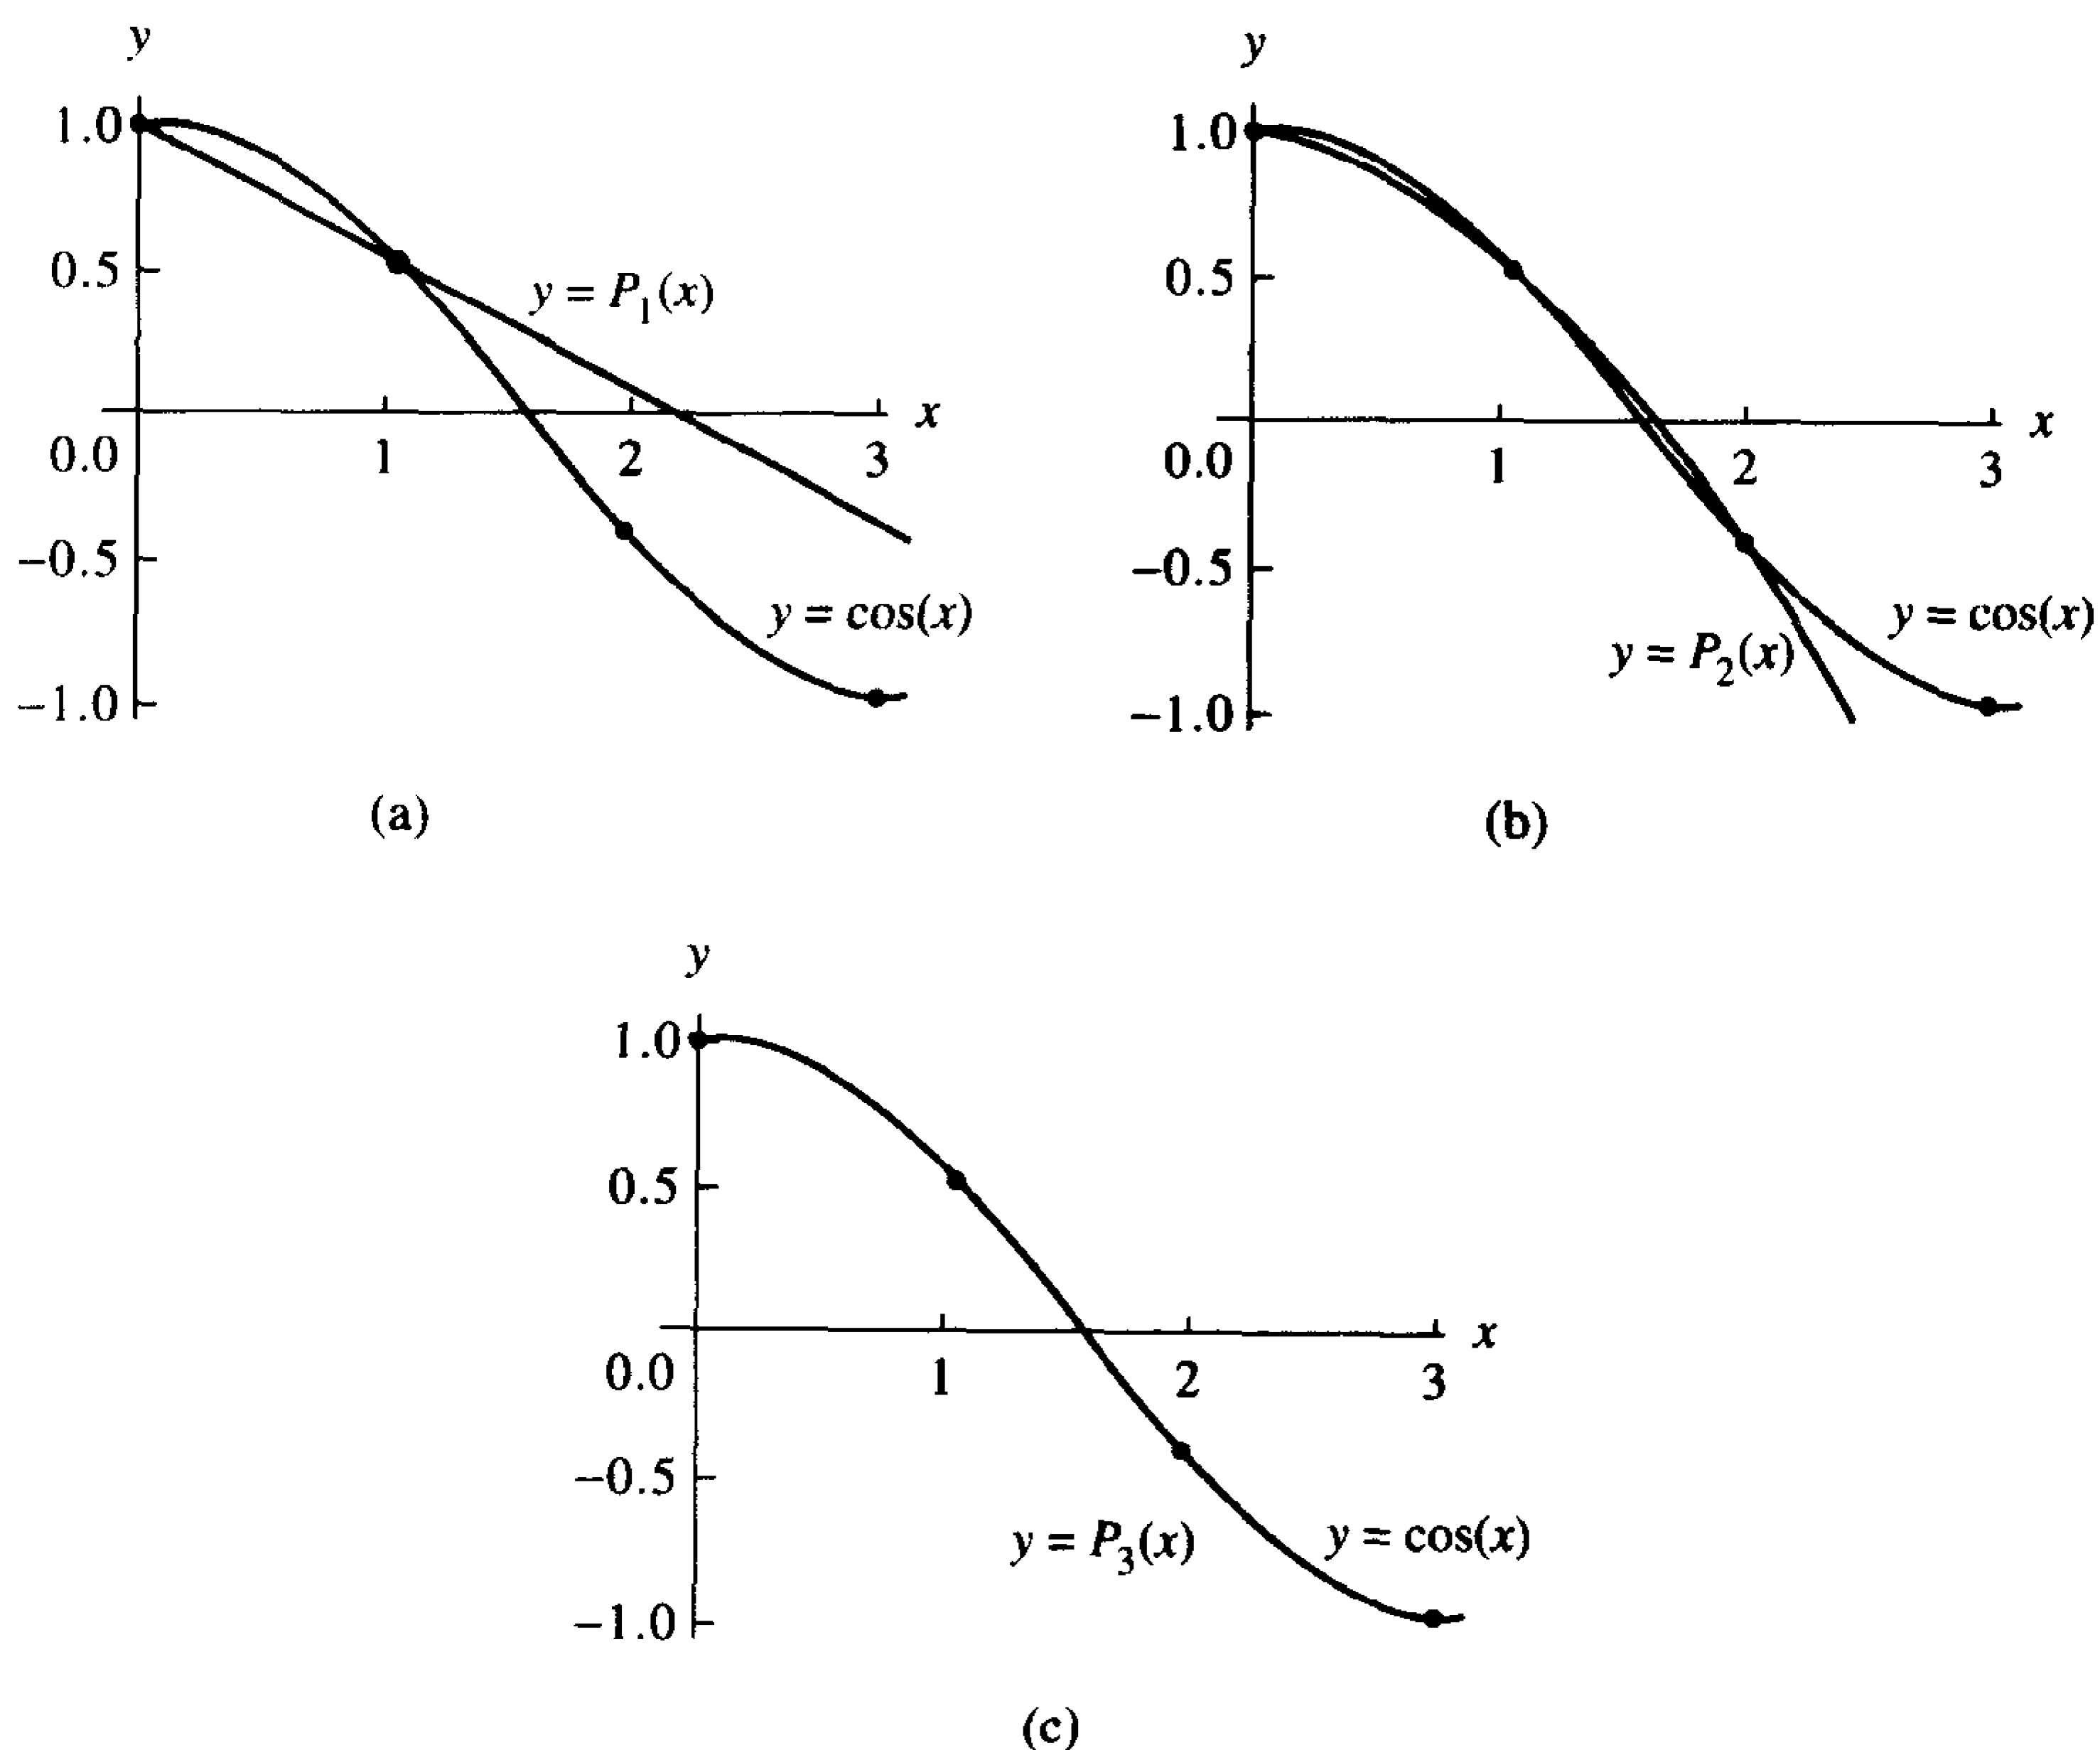 y
1.0
0.5
y = P1(x)
x
0.0
1
2
3
−0.5
y = cos(x)
−1.0
(a)
y
1.0
0.5
x
0.0
1
2
3
−0.5
y = cos(x)
y = P2(x)
−1.0
(b)
y
1.0
0.5
x
0.0
1
2
3
−0.5
y = P3(x)
y = cos(x)
−1.0
(c)